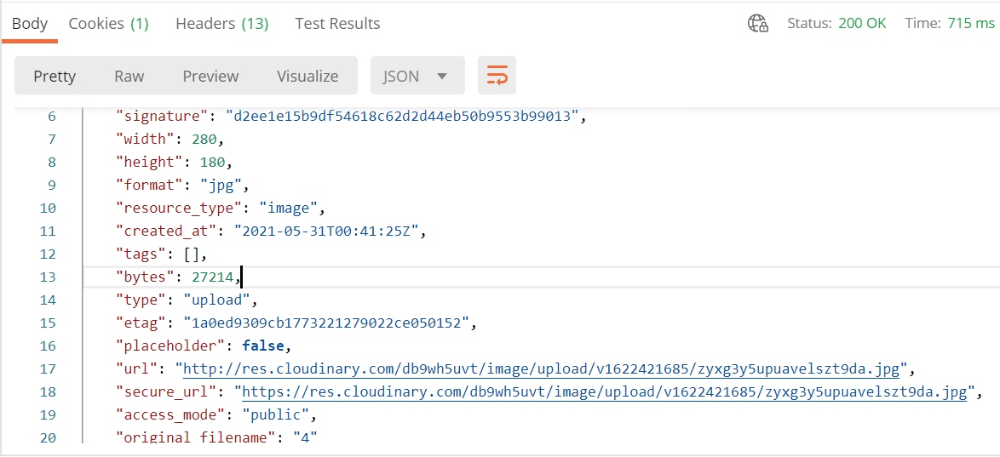 Body Cookies (1) Headers (13) Test Results Status: 200 OK Time: 715 ms
Pretty Raw Preview Visualize JSON
6 "signature": "d2ee1e15b9df54618c62d2d44eb50b9553b99013",
7 "width": 280,
8 "height": 180,
9 "format": "jpg",
10 "resource_type": "image",
11 "created_at": "2021-05-31T00:41:25Z",
12 "tags": [],
13 "bytes": 27214,
14 "type": "upload",
15 "etag": "1a0ed9309cb1773221279022ce050152",
16 "placeholder": false,
17 "url": "http://res.cloudinary.com/db9wh5uvt/image/upload/v1622421685/zyxg3y5upuavelszt9da.jpg",
18 "secure_url": "https://res.cloudinary.com/db9wh5uvt/image/upload/v1622421685/zyxg3y5upuavelszt9da.jpg",
19 "access_mode": "public",
20 "original_filename": "4"